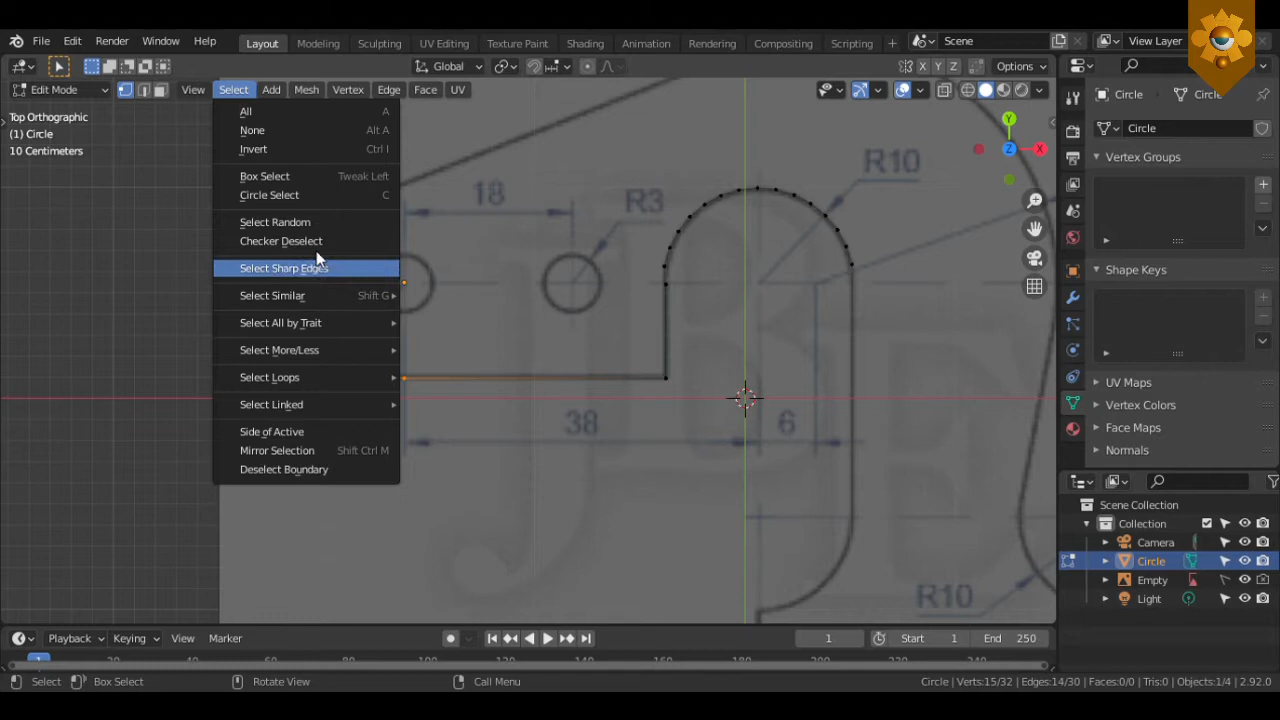 File Edit Render Window Help Layout Modeling Sculpting UV Editing Texture Paint Shading Animation Rendering Compositing Scripting + Scene View Layer
Global X Y Z Options
Edit Mode View Select Add Mesh Vertex Edge Face UV
Top Orthographic
(1) Circle
10 Centimeters
All A
None Alt A
Invert Ctrl I
Box Select Tweak Left
Circle Select C
Select Random
Checker Deselect
Select Sharp Edges
Select Similar Shift G
Select All by Trait
Select More/Less
Select Loops
Select Linked
Side of Active
Mirror Selection Shift Ctrl M
Deselect Boundary
18
R3
R10
38
6
R10
Y
Z
X
Circle Circle
Circle
Vertex Groups
Shape Keys
UV Maps
Vertex Colors
Face Maps
Normals
Scene Collection
Collection
Camera
Circle
Empty
Light
Playback Keying View Marker 1 Start 1 End 250
1 20 180 200 220 240
Select Box Select Rotate View Call Menu Circle | Verts:15/32 | Edges:14/30 | Faces:0/0 | Tris:0 | Objects:1/4 | 2.92.0